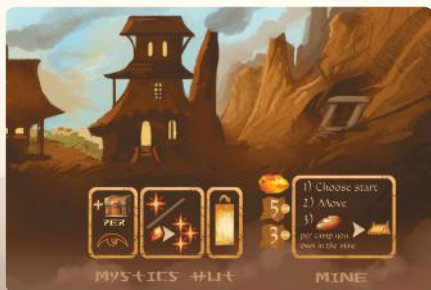 +
PER
5
3
1) Choose start
2) Move
3)
per camp you
own in the mine.
MYSTICS HUT
MINE